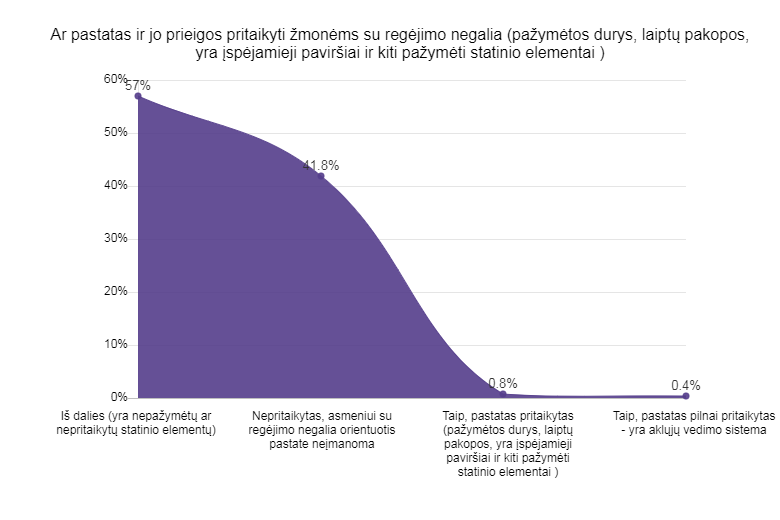 Ar pastatas ir jo prieigos pritaikyti žmonėms su regėjimo negalia (pažymėtos durys, laiptų pakopos,
yra įspėjamieji paviršiai ir kiti pažymėti statinio elementai )
60%
57%
50%
41.8%
40%
30%
20%
10%
0.8%
0.4%
0%
Iš dalies (yra nepažymėtų ar
nepritaikytų statinio elementų)
Nepritaikytas, asmeniui su
regėjimo negalia orientuotis
pastate neįmanoma
Taip, pastatas pritaikytas
(pažymėtos durys, laiptų
pakopos, yra įspėjamieji
paviršiai ir kiti pažymėti
statinio elementai )
Taip, pastatas pilnai pritaikytas
- yra aklųjų vedimo sistema